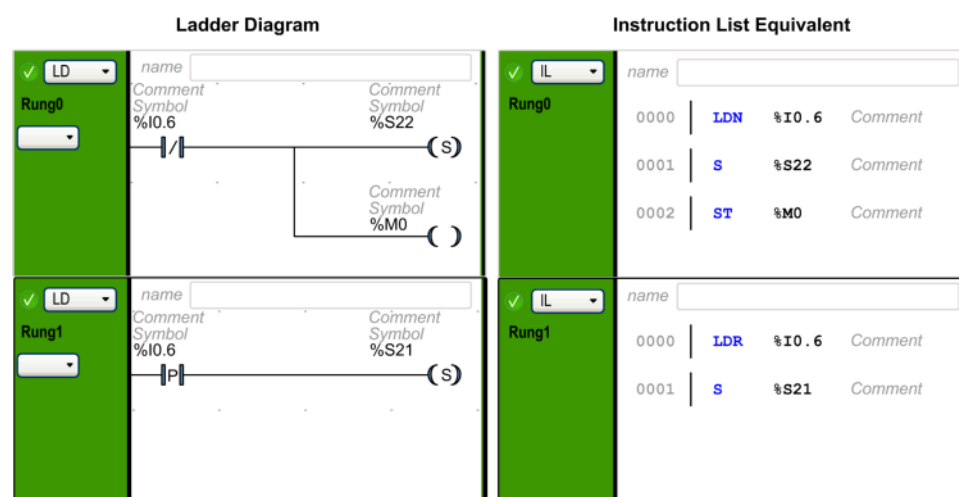 Ladder Diagram
Instruction List Equivalent
LD
name
Rung0
Comment
Symbol
%I0.6
Comment
Symbol
%S22
/
S
Comment
Symbol
%M0
IL
name
Rung0
0000 LDN %I0.6 Comment
0001 S %S22 Comment
0002 ST %M0 Comment
LD
name
Rung1
Comment
Symbol
%I0.6
Comment
Symbol
%S21
P
S
IL
name
Rung1
0000 LDR %I0.6 Comment
0001 S %S21 Comment